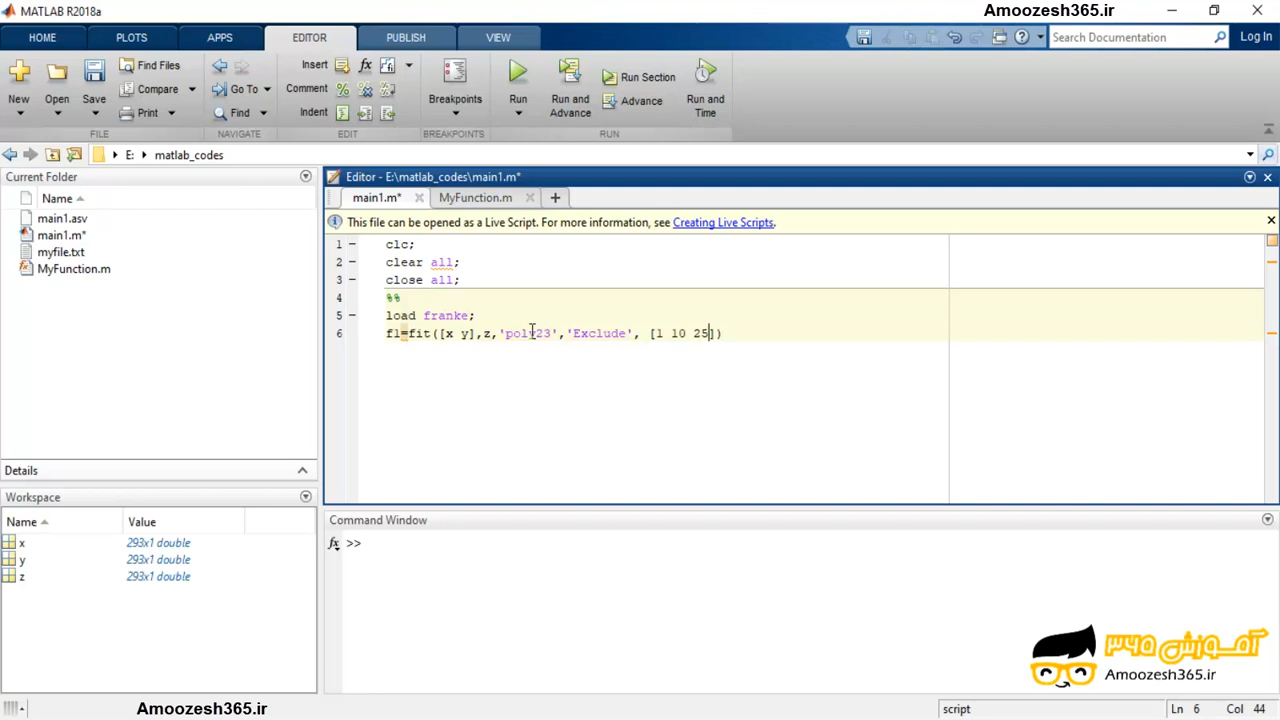 MATLAB R2018a
Amoozesh365.ir
HOME PLOTS APPS EDITOR PUBLISH VIEW
Search Documentation
Log In
New Open Save
Find Files
Compare
Print
Go To
Find
Insert
Comment
Indent
Breakpoints
Run
Run and Advance
Run Section
Advance
Run and Time
FILE NAVIGATE EDIT BREAKPOINTS RUN
E: matlab_codes
Current Folder
Name
main1.asv
main1.m*
myfile.txt
MyFunction.m
Details
Workspace
Name Value
x 293x1 double
y 293x1 double
z 293x1 double
Editor - E:\matlab_codes\main1.m*
main1.m* MyFunction.m
This file can be opened as a Live Script. For more information, see Creating Live Scripts.
1 clc;
2 clear all;
3 close all;
4 %%
5 load franke;
6 f1=fit([x y],z,'poly23','Exclude', [1 10 25])
Command Window
fx >>
آموزش ۳۶۵
Amoozesh365.ir
Amoozesh365.ir
script Ln 6 Col 44